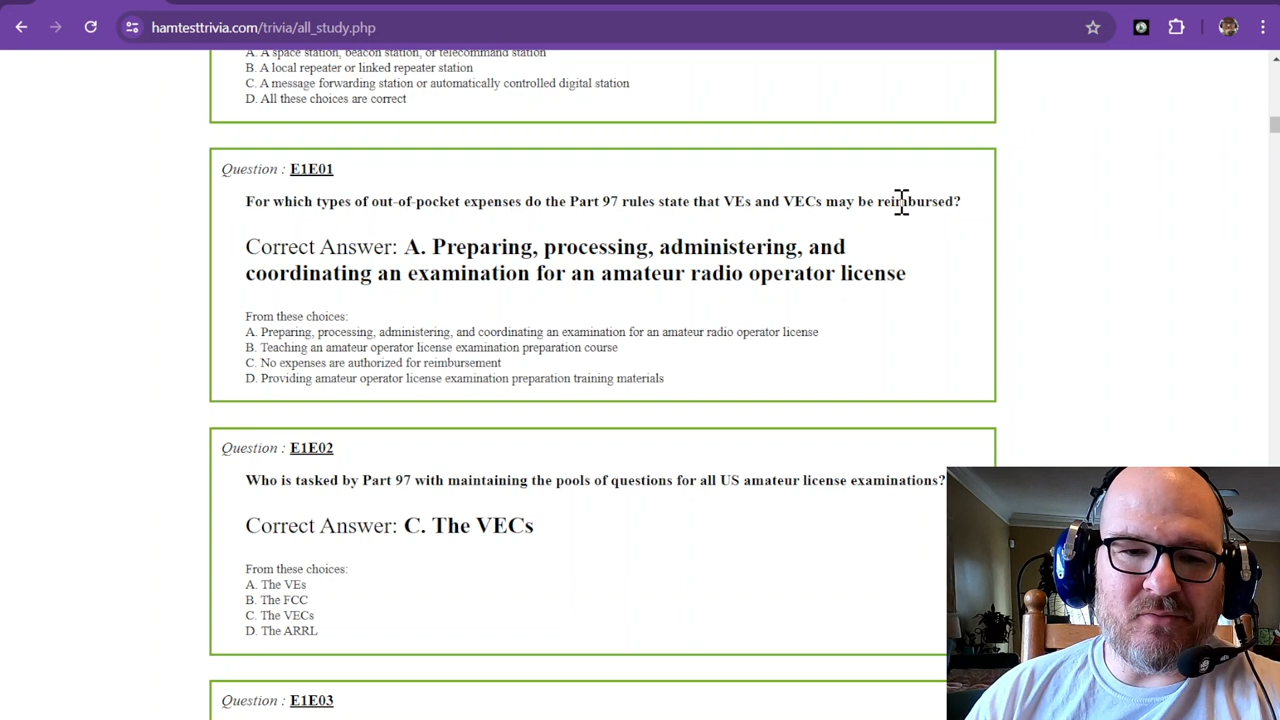 hamtesttrivia.com/trivia/all_study.php
A. A space station, beacon station, or telecommand station
B. A local repeater or linked repeater station
C. A message forwarding station or automatically controlled digital station
D. All these choices are correct
Question : E1E01
For which types of out-of-pocket expenses do the Part 97 rules state that VEs and VECs may be reimbursed?
Correct Answer: A. Preparing, processing, administering, and
coordinating an examination for an amateur radio operator license
From these choices:
A. Preparing, processing, administering, and coordinating an examination for an amateur radio operator license
B. Teaching an amateur operator license examination preparation course
C. No expenses are authorized for reimbursement
D. Providing amateur operator license examination preparation training materials
Question : E1E02
Who is tasked by Part 97 with maintaining the pools of questions for all US amateur license examinations?
Correct Answer: C. The VECs
From these choices:
A. The VEs
B. The FCC
C. The VECs
D. The ARRL
Question : E1E03